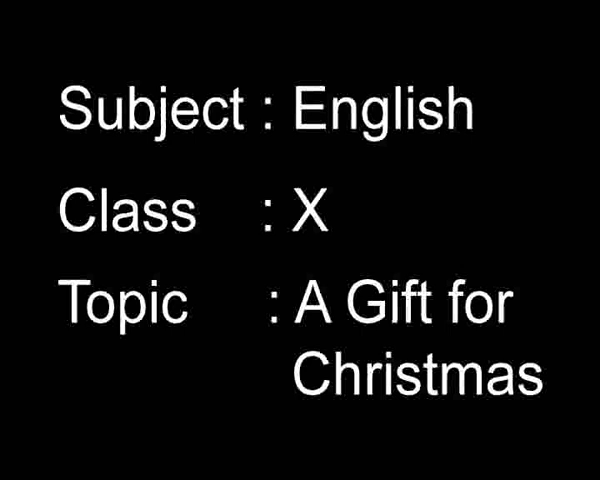 Subject : English
Class : X
Topic : A Gift for
Christmas